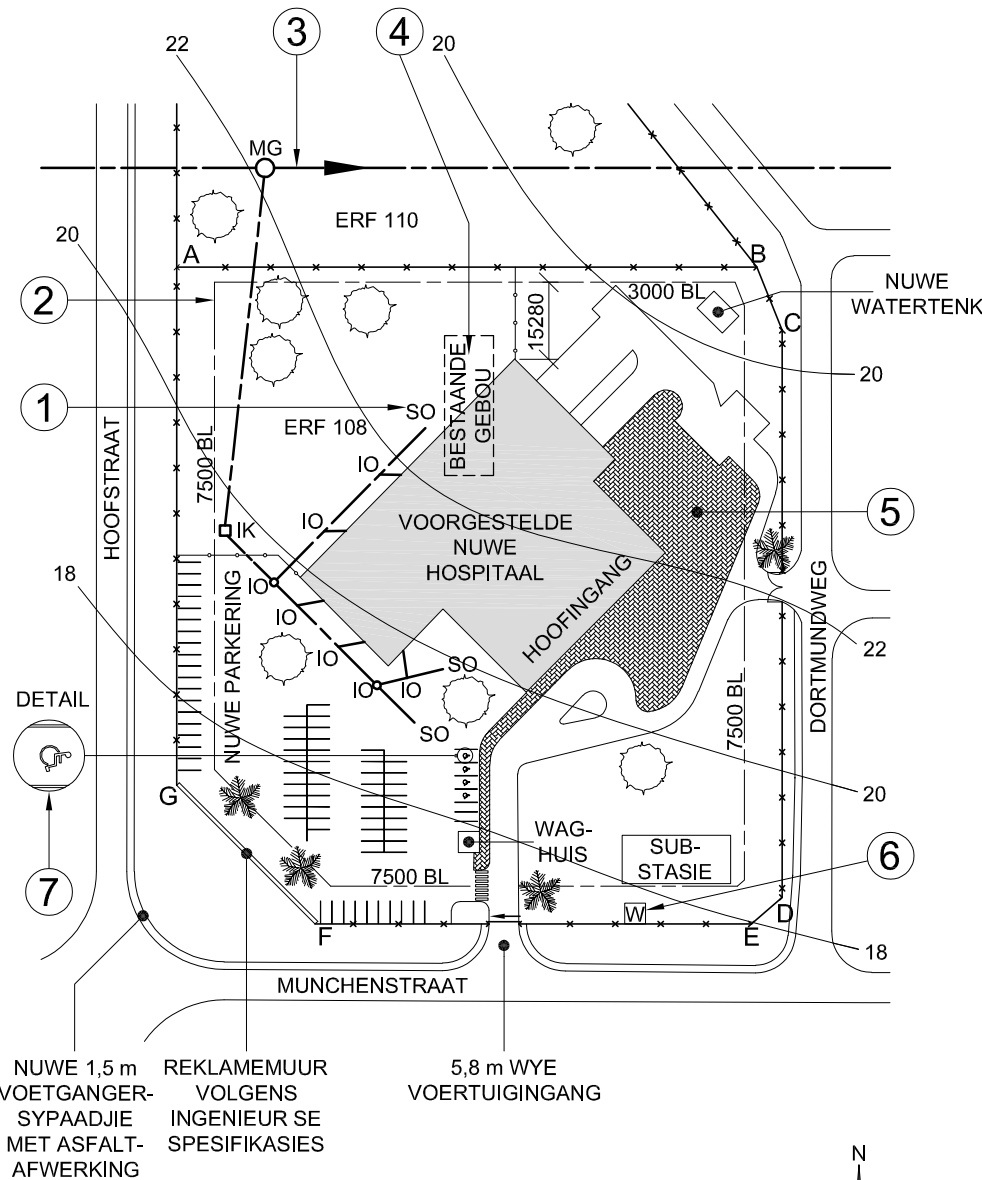 3
4
22
20
MG
ERF 110
20
A
B
2
3000 BL
NUWE
WATERTENK
C
15280
20
1
SO
BESTAANDE
GEBOU
ERF 108
7500 BL
HOOFSTRAAT
IO
IO
VOORGESTELDE
NUWE
HOSPITAAL
5
IK
18
IO
IO
HOOFINGANG
NUWE PARKERING
IO
IO
IO
SO
SO
22
DORTMUNDWEG
7500 BL
DETAIL
G
20
WAG-
HUIS
SUB-
STASIE
6
7
7500 BL
W
D
F
E
18
MUNCHENSTRAAT
NUWE 1,5 m
VOETGANGER-
SYPAADJIE
MET ASFALT-
AFWERKING
REKLAMEMUUR
VOLGENS
INGENIEUR SE
SPESIFIKASIES
5,8 m WYE
VOERTUIGINGANG
N